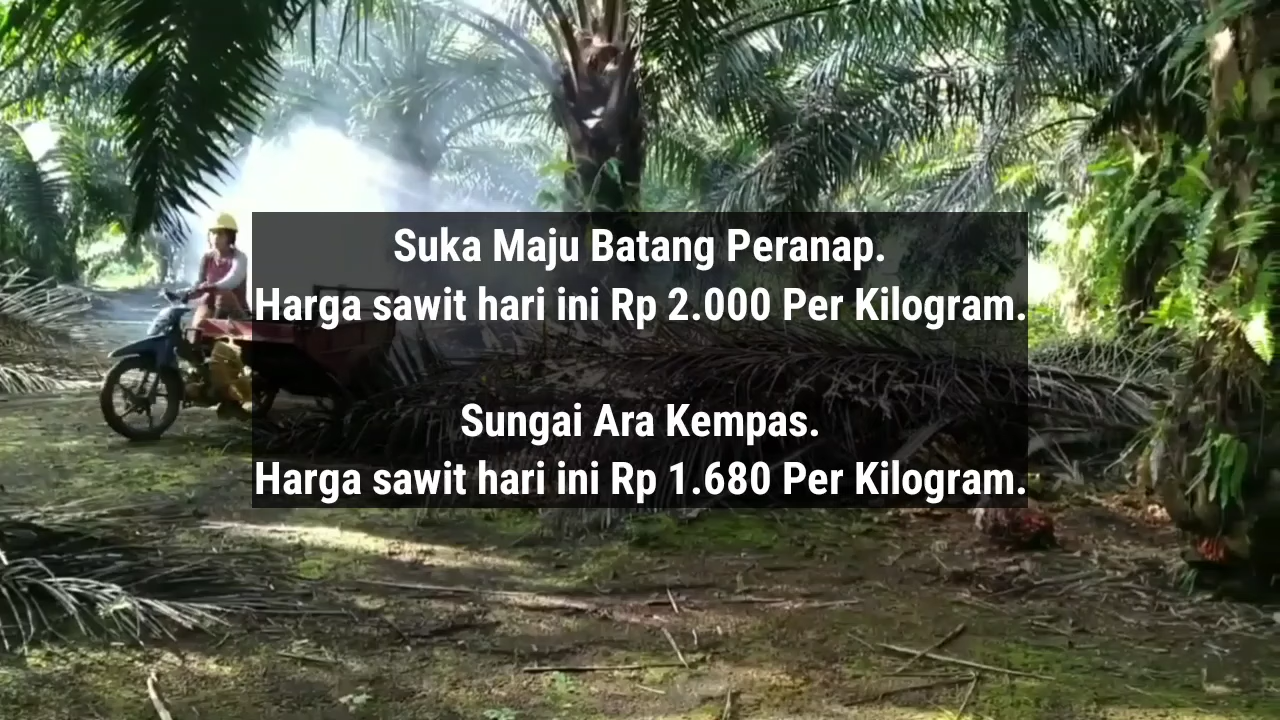 Suka Maju Batang Peranap.
Harga sawit hari ini Rp 2.000 Per Kilogram.
Sungai Ara Kempas.
Harga sawit hari ini Rp 1.680 Per Kilogram.